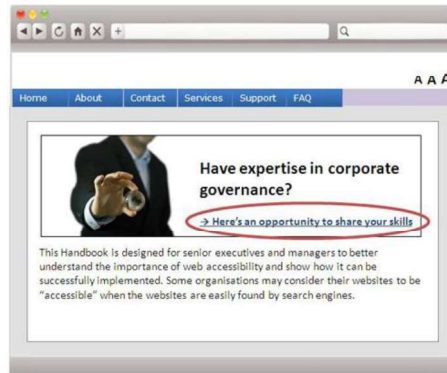 A A A
Home About Contact Services Support FAQ
Have expertise in corporate
governance?
→ Here's an opportunity to share your skills
This Handbook is designed for senior executives and managers to better
understand the importance of web accessibility and show how it can be
successfully implemented. Some organisations may consider their websites to be
"accessible" when the websites are easily found by search engines.